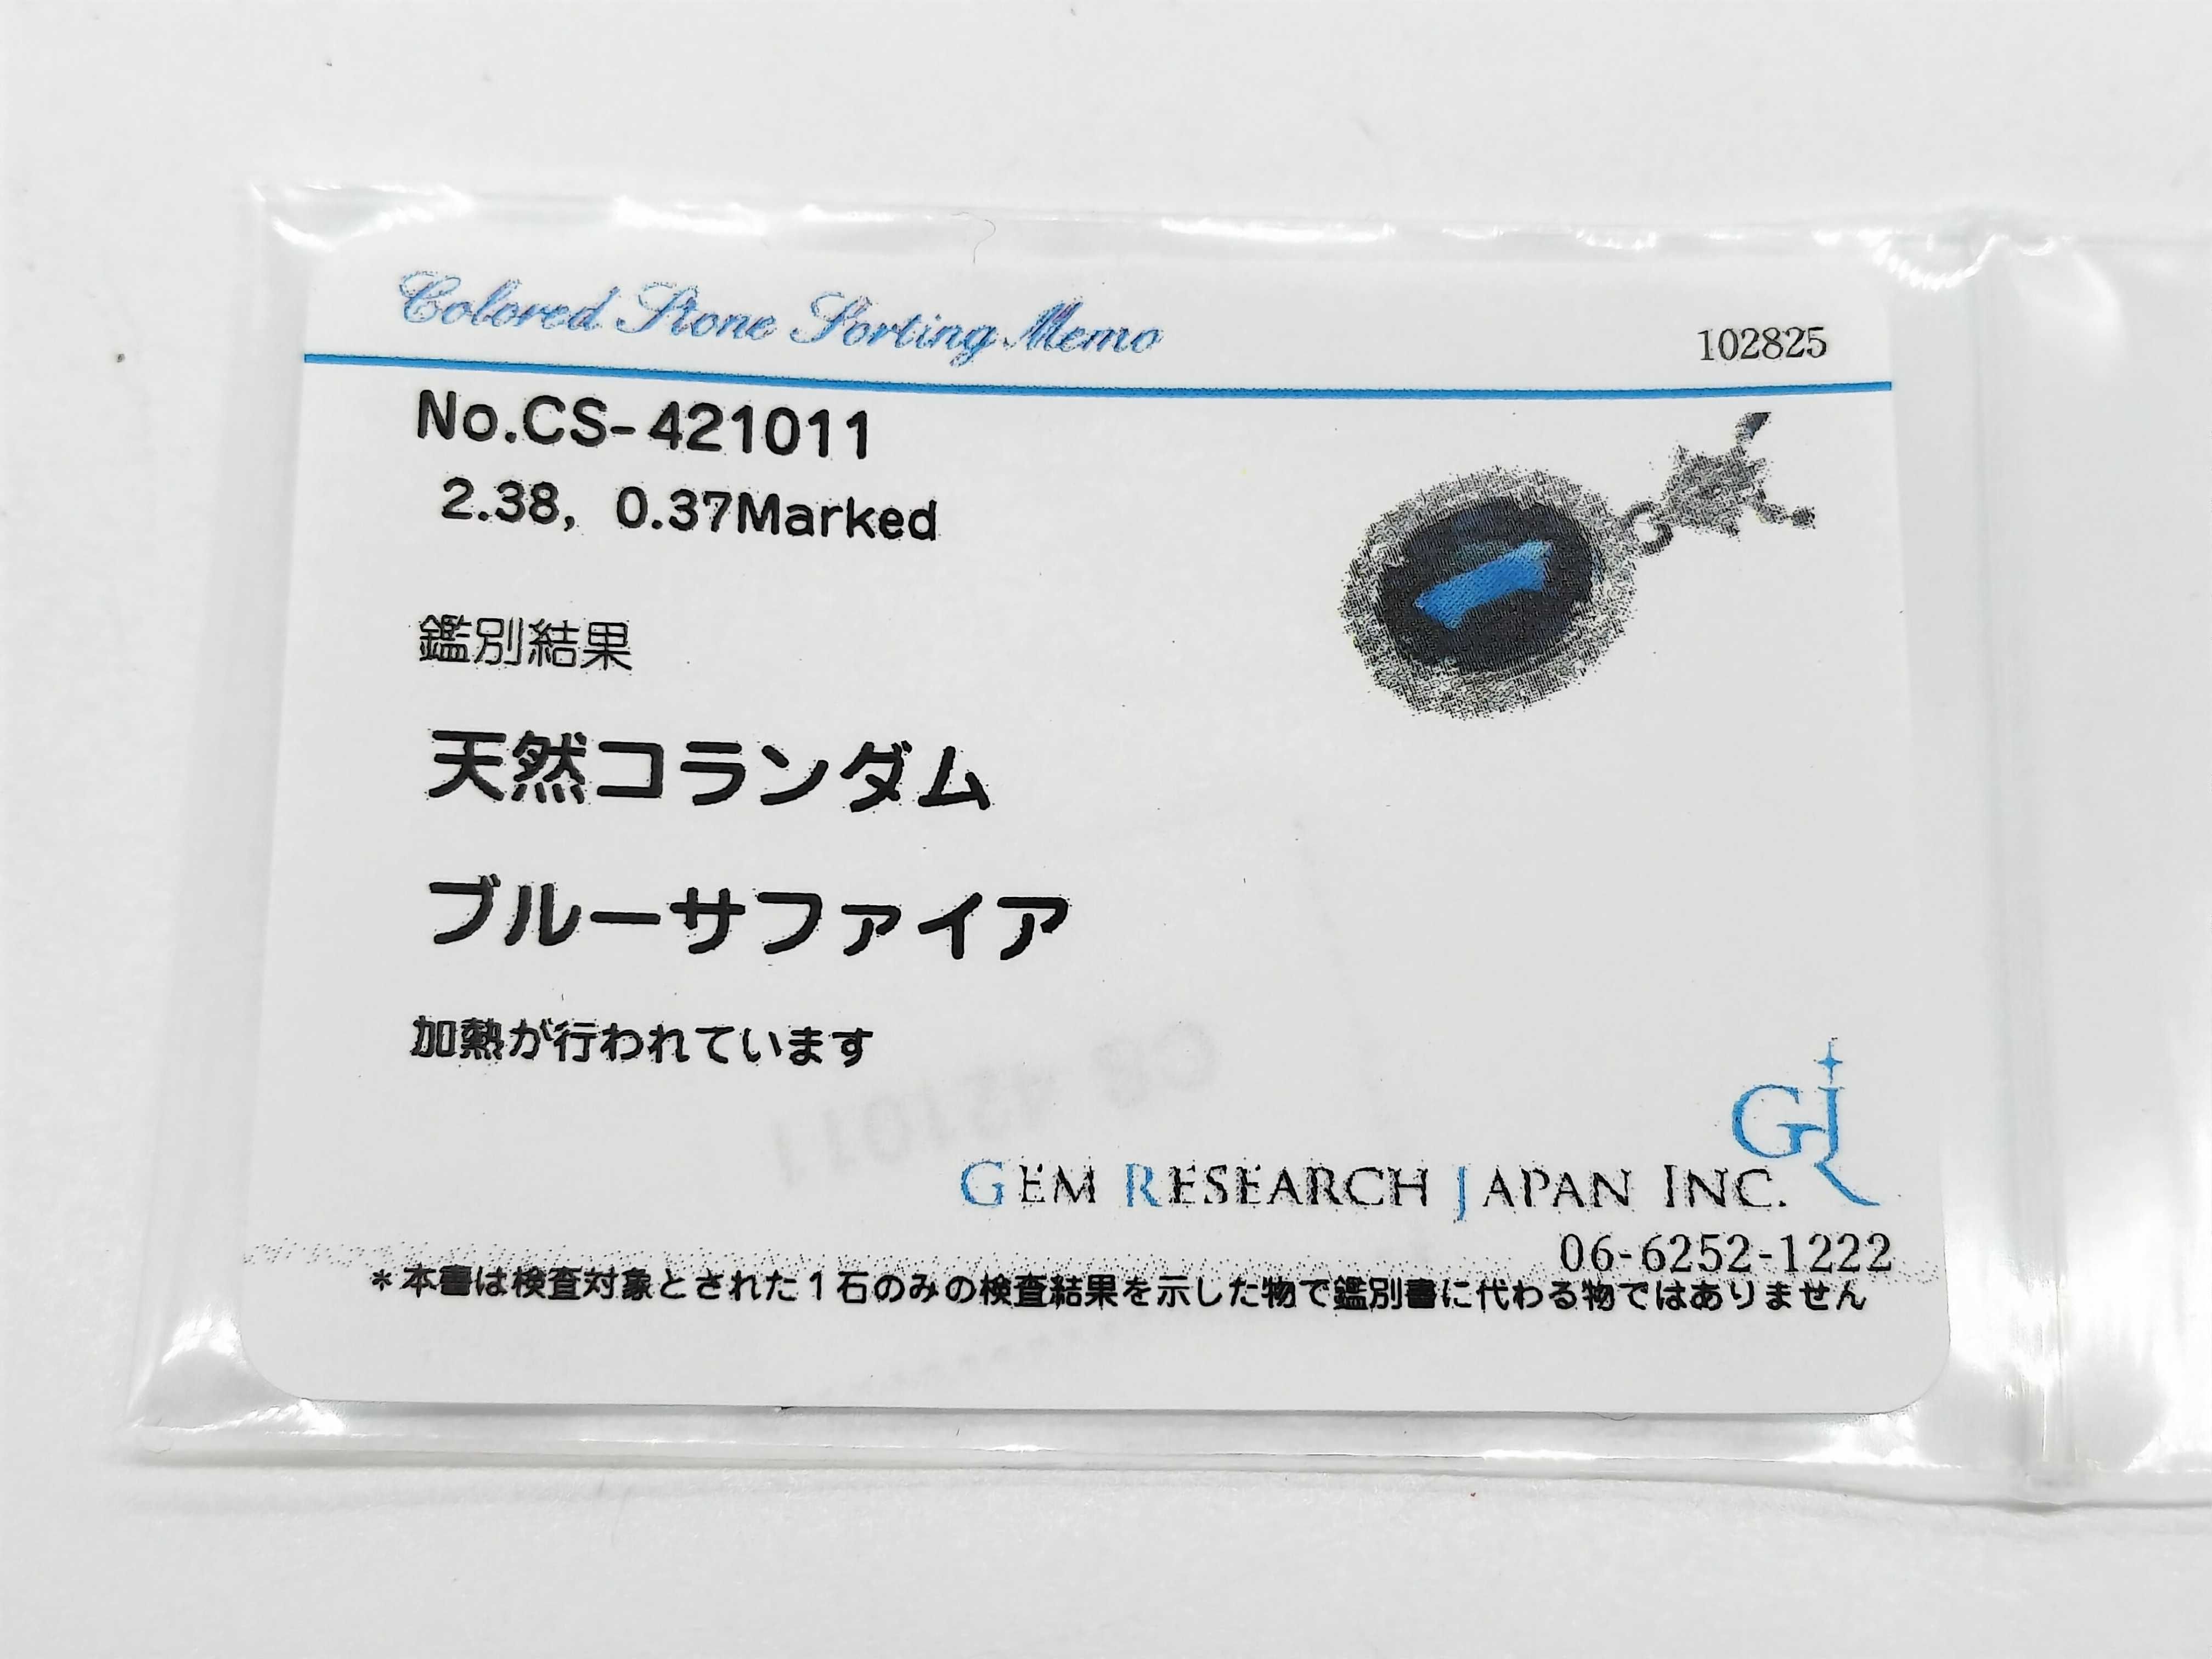 Colored Stone Sorting Memo
102825
No.CS-421011
2.38, 0.37Marked
鑑別結果
天然コランダム
ブルーサファイア
加熱が行われています
GEM RESEARCH JAPAN INC.
06-6252-1222
＊本書は検査対象とされた1石のみの検査結果を示した物で鑑別書に代わる物ではありません